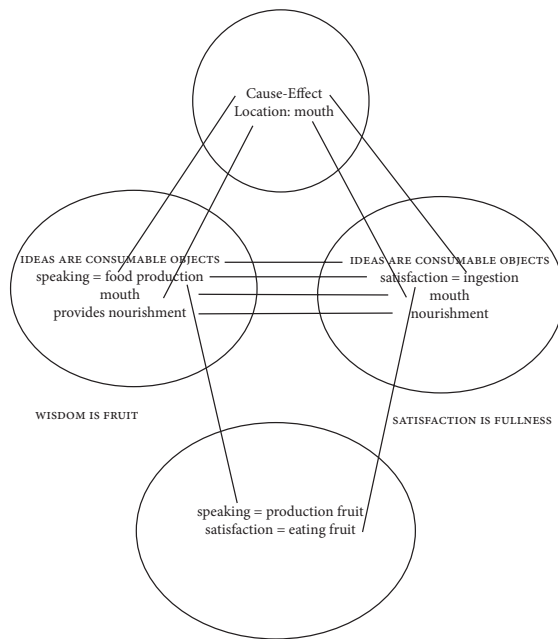 Cause-Effect
Location: mouth
IDEAS ARE CONSUMABLE OBJECTS
speaking = food production
mouth
provides nourishment
IDEAS ARE CONSUMABLE OBJECTS
satisfaction = ingestion
mouth
nourishment
WISDOM IS FRUIT
SATISFACTION IS FULLNESS
speaking = production fruit
satisfaction = eating fruit